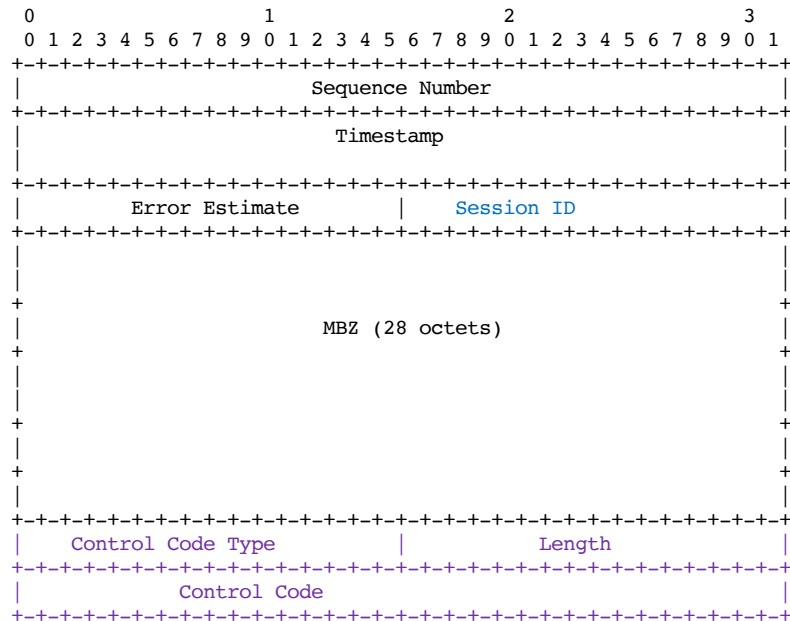 0                   1                   2                   3
0 1 2 3 4 5 6 7 8 9 0 1 2 3 4 5 6 7 8 9 0 1 2 3 4 5 6 7 8 9 0 1
+-+-+-+-+-+-+-+-+-+-+-+-+-+-+-+-+-+-+-+-+-+-+-+-+-+-+-+-+-+-+-+-+
|                        Sequence Number                        |
+-+-+-+-+-+-+-+-+-+-+-+-+-+-+-+-+-+-+-+-+-+-+-+-+-+-+-+-+-+-+-+-+
|                          Timestamp                            |
|                                                               |
+-+-+-+-+-+-+-+-+-+-+-+-+-+-+-+-+-+-+-+-+-+-+-+-+-+-+-+-+-+-+-+-+
|         Error Estimate        |    Session ID                 |
+-+-+-+-+-+-+-+-+-+-+-+-+-+-+-+-+-+-+-+-+-+-+-+-+-+-+-+-+-+-+-+-+
|                                                               |
|                                                               |
+                                                               +
|                         MBZ (28 octets)                       |
+                                                               +
|                                                               |
|                                                               |
+                                                               +
|                                                               |
+                                                               +
|                                                               |
+-+-+-+-+-+-+-+-+-+-+-+-+-+-+-+-+-+-+-+-+-+-+-+-+-+-+-+-+-+-+-+-+
|    Control Code Type          |           Length              |
+-+-+-+-+-+-+-+-+-+-+-+-+-+-+-+-+-+-+-+-+-+-+-+-+-+-+-+-+-+-+-+-+
|             Control Code                                      |
+-+-+-+-+-+-+-+-+-+-+-+-+-+-+-+-+-+-+-+-+-+-+-+-+-+-+-+-+-+-+-+-+